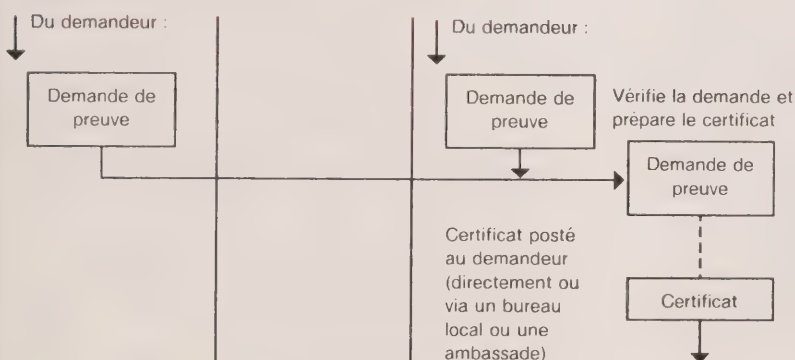 Du demandeur :
Demande de
preuve
Du demandeur :
Demande de
preuve
Vérifie la demande et
prépare le certificat
Demande de
preuve
Certificat posté
au demandeur
(directement ou
via un bureau
local ou une
ambassade)
Certificat